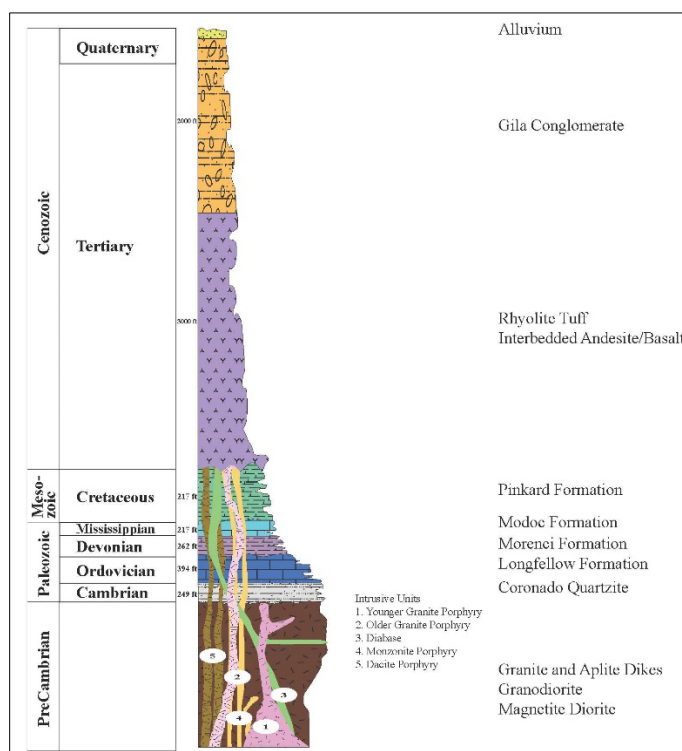 Cenozoic
Quaternary
Tertiary
2000 ft
3000 ft
Alluvium
Gila Conglomerate
Rhyolite Tuff
Interbedded Andesite/Basalt
Meso-
zoic
Cretaceous
217 ft
Pinkard Formation
Paleozoic
Mississippian
217 ft
Modoc Formation
Devonian
262 ft
Morenci Formation
Ordovician
394 ft
Longfellow Formation
Cambrian
249 ft
Coronado Quartzite
PreCambrian
Granite and Aplite Dikes
Granodiorite
Magnetite Diorite
Intrusive Units
1. Younger Granite Porphyry
2. Older Granite Porphyry
3. Diabase
4. Monzonite Porphyry
5. Dacite Porphyry
5
2
3
4
1